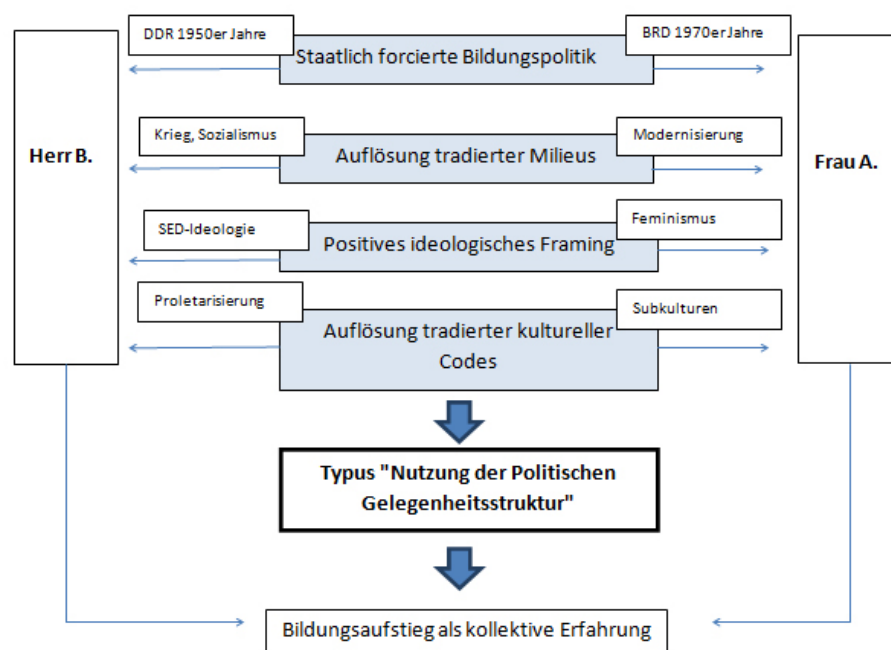 DDR 1950er Jahre
BRD 1970er Jahre
Staatlich forcierte Bildungspolitik
Krieg, Sozialismus
Modernisierung
Herr B.
Auflösung tradierter Milieus
Frau A.
SED-Ideologie
Feminismus
Positives ideologisches Framing
Proletarisierung
Subkulturen
Auflösung tradierter kultureller
Codes
Typus "Nutzung der Politischen
Gelegenheitsstruktur"
Bildungsaufstieg als kollektive Erfahrung